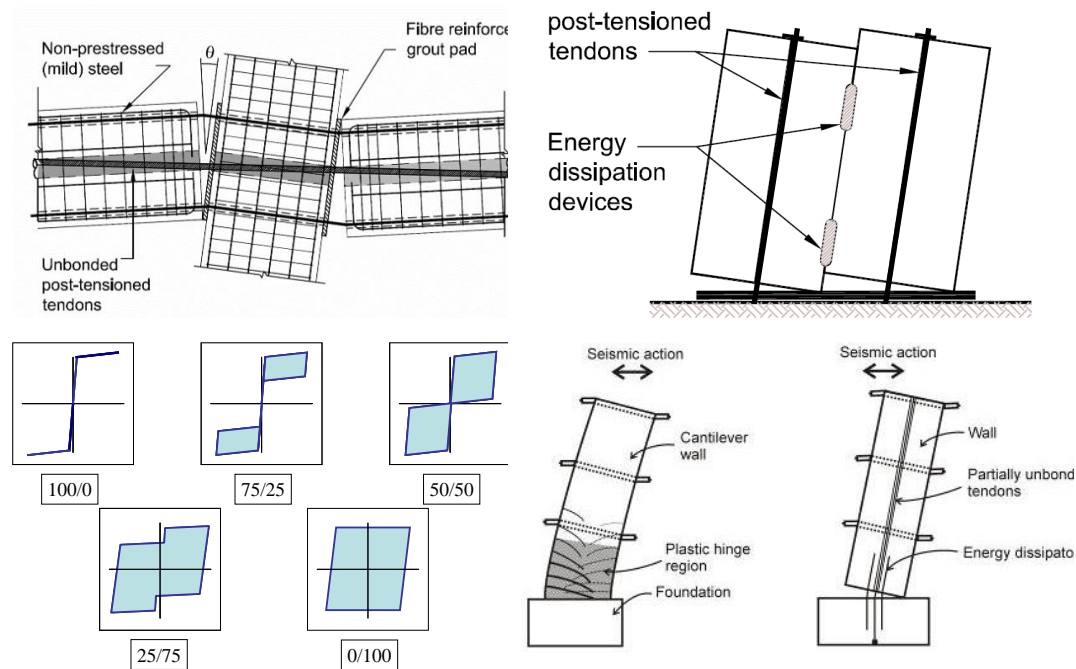 Non-prestressed
(mild) steel
θ
Fibre reinforce
grout pad
Unbonded
post-tensioned
tendons
post-tensioned
tendons
Energy
dissipation
devices
100/0
75/25
50/50
25/75
0/100
Seismic action
Cantilever
wall
Plastic hinge
region
Foundation
Seismic action
Wall
Partially unbond
tendons
Energy dissipato